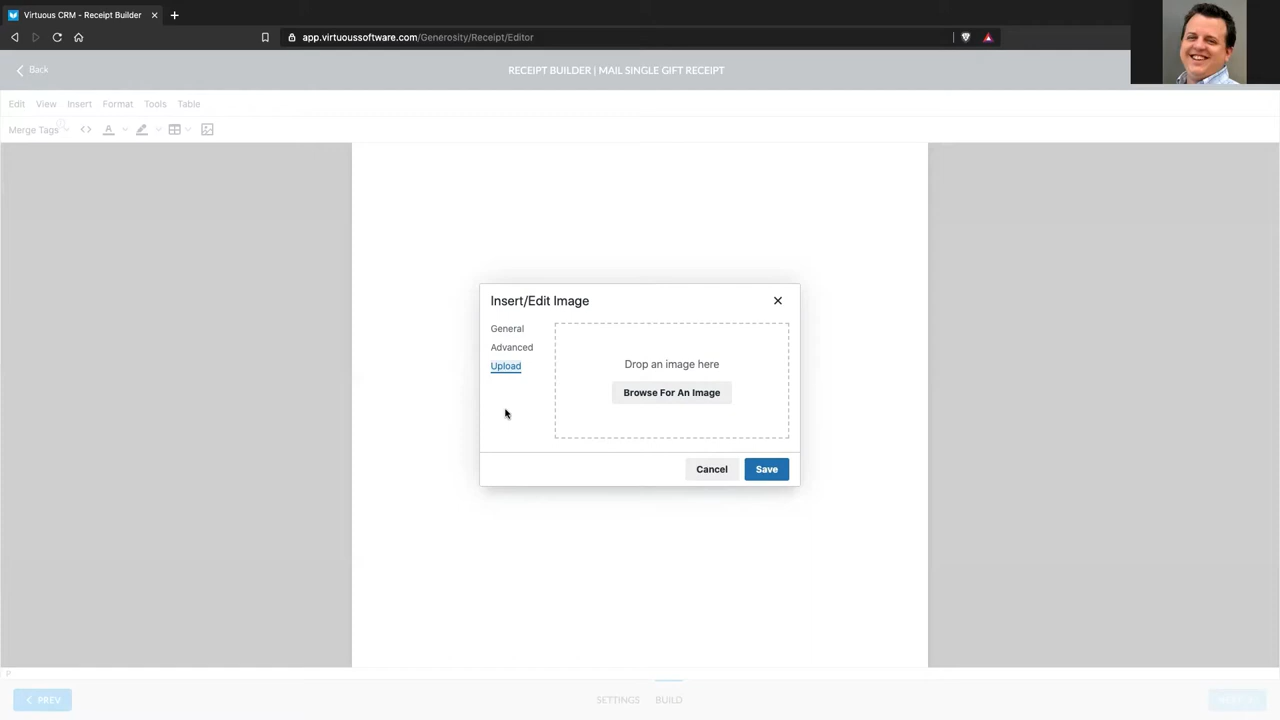 Virtuous CRM - Receipt Builder
app.virtuoussoftware.com/Generosity/Receipt/Editor
Back
RECEIPT BUILDER | MAIL SINGLE GIFT RECEIPT
Edit View Insert Format Tools Table
Merge Tags
Insert/Edit Image
General
Advanced
Upload
Drop an image here
Browse For An Image
Cancel
Save
P
PREV
SETTINGS
BUILD